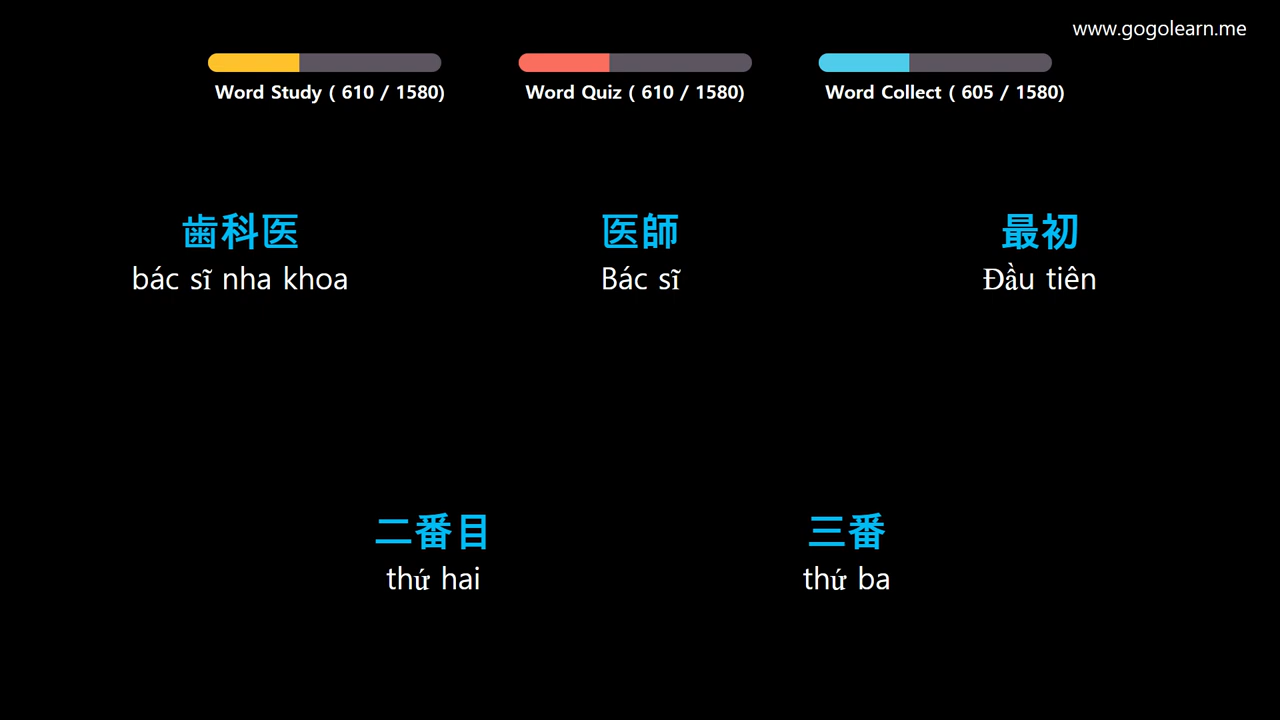 www.gogolearn.me
Word Study ( 610 / 1580)
Word Quiz ( 610 / 1580)
Word Collect ( 605 / 1580)
歯科医
bác sĩ nha khoa
医師
Bác sĩ
最初
Đầu tiên
二番目
thứ hai
三番
thứ ba